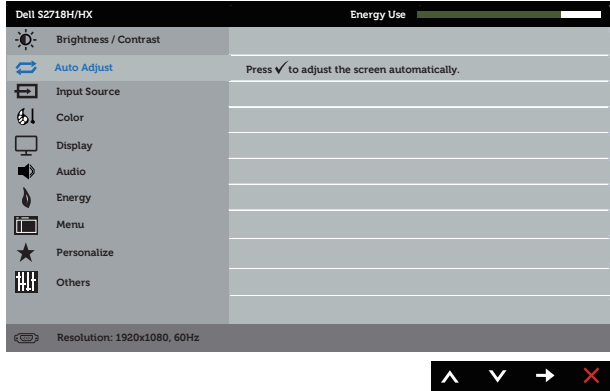 Dell S2718H/HX Energy Use
Brightness / Contrast
Auto Adjust Press ✓ to adjust the screen automatically.
Input Source
Color
Display
Audio
Energy
Menu
Personalize
Others
Resolution: 1920x1080, 60Hz